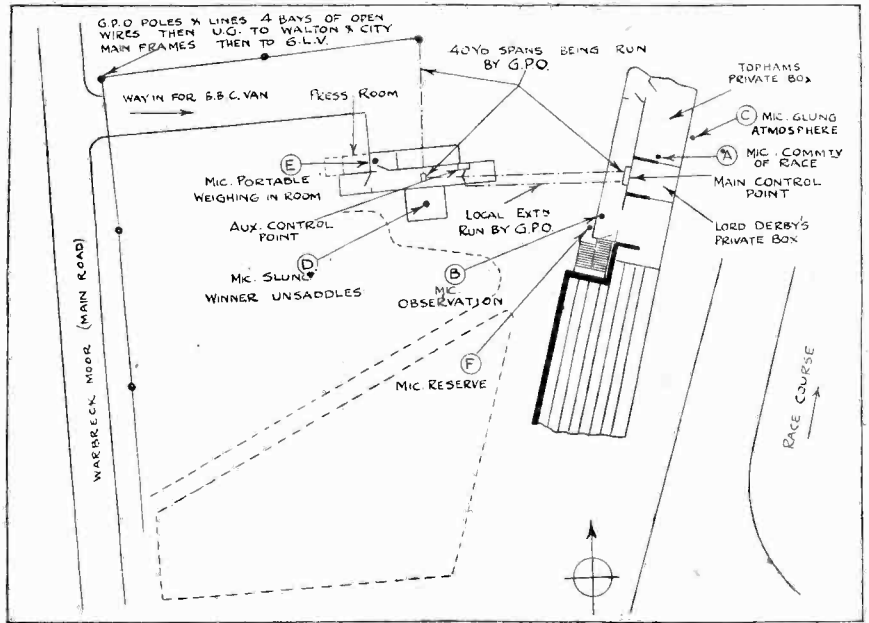 G.P.O POLES & LINES 4 BAYS OF OPEN
WIRES THEN U.G. TO WALTON & CITY
MAIN FRAMES THEN TO G.L.V.
WAY IN FOR B.B.C. VAN
PRESS ROOM
40YD SPANS BEING RUN
BY G.P.O.
TOPHAMS
PRIVATE BOX
C MIC. SLUNG
ATMOSPHERE
A MIC. COMMTY
OF RACE
MAIN CONTROL
POINT
LORD DERBY'S
PRIVATE BOX
E
MIC. PORTABLE
WEIGHING IN ROOM
AUX. CONTROL
POINT
LOCAL EXTS
RUN BY G.P.O.
D
MIC. SLUNG
WINNER UNSADDLES
B
MIC.
OBSERVATION
F
MIC. RESERVE
WARBRECK MOOR (MAIN ROAD)
RACE COURSE